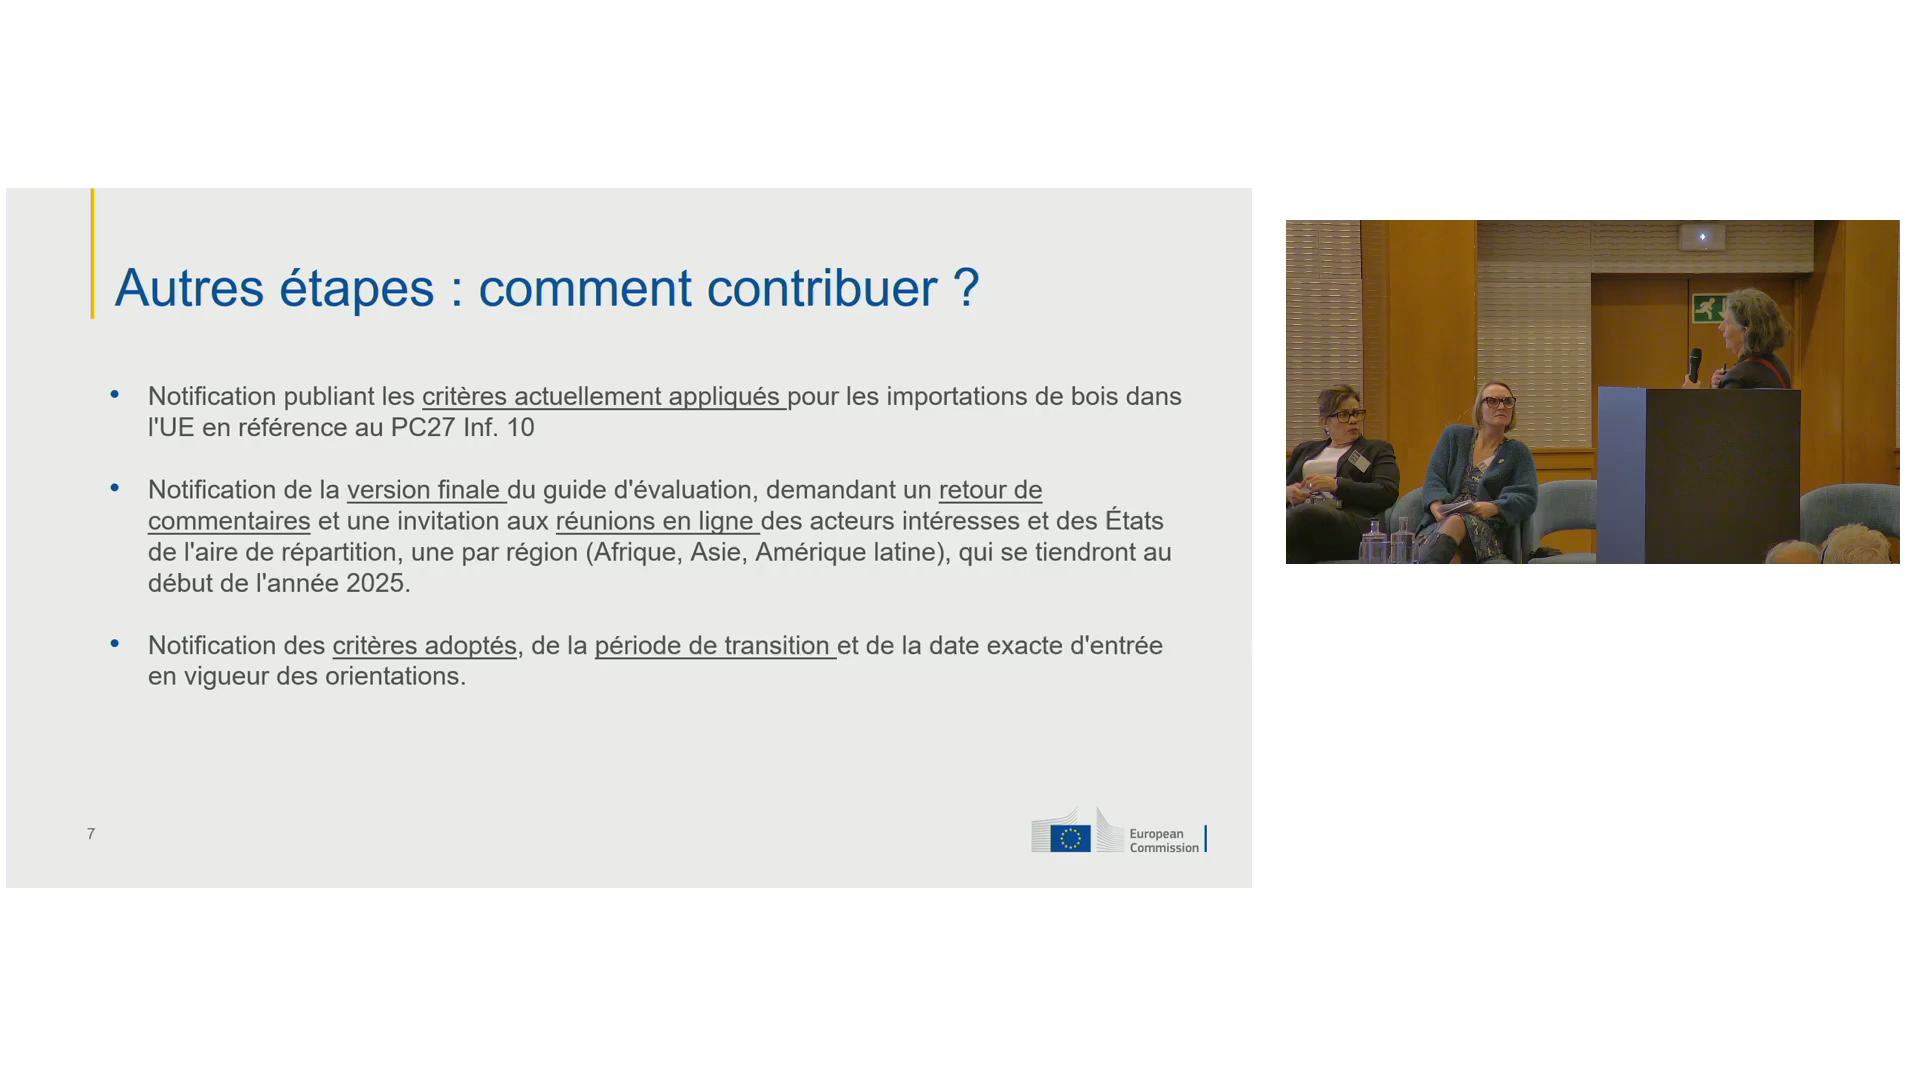 Autres étapes : comment contribuer ?
• Notification publiant les critères actuellement appliqués pour les importations de bois dans
l'UE en référence au PC27 Inf. 10
• Notification de la version finale du guide d'évaluation, demandant un retour de
commentaires et une invitation aux réunions en ligne des acteurs intéresses et des États
de l'aire de répartition, une par région (Afrique, Asie, Amérique latine), qui se tiendront au
début de l'année 2025.
• Notification des critères adoptés, de la période de transition et de la date exacte d'entrée
en vigueur des orientations.
7
European
Commission